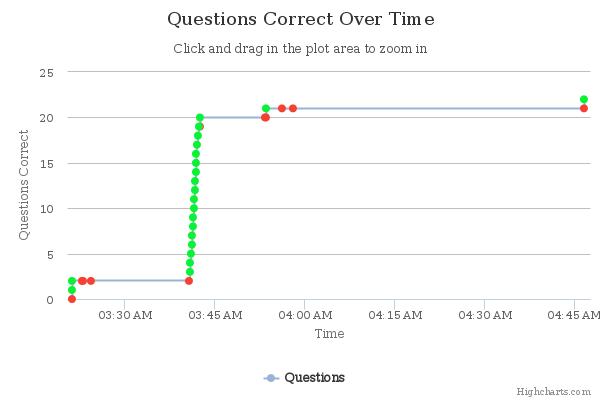 Questions Correct Over Time
Click and drag in the plot area to zoom in
Questions Correct
25
20
15
10
5
0
03:30 AM 03:45 AM 04:00 AM 04:15 AM 04:30 AM 04:45 AM
Time
Questions
Highcharts.com